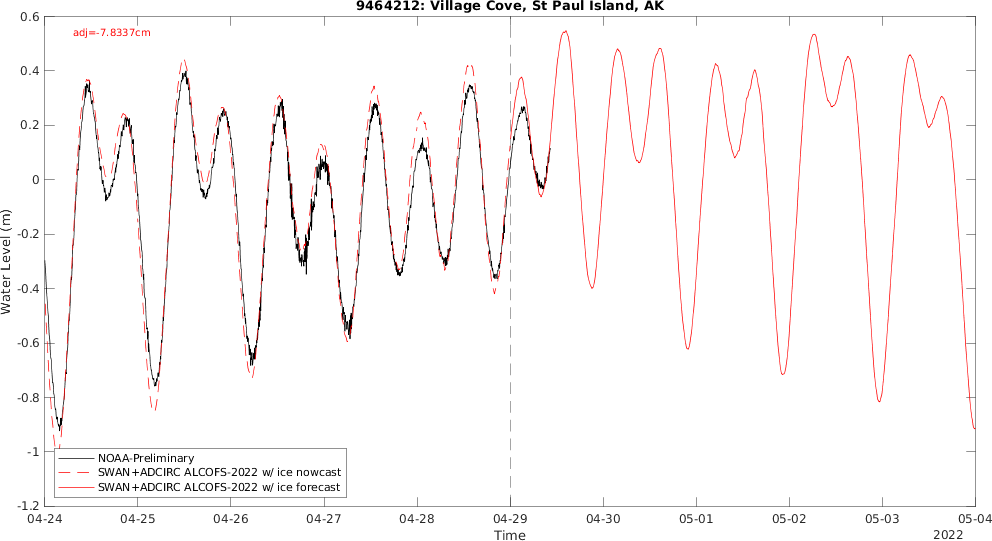 9464212: Village Cove, St Paul Island, AK
adj=-7.8337cm
0.6
0.4
0.2
0
-0.2
-0.4
-0.6
-0.8
-1
-1.2
Water Level (m)
NOAA-Preliminary
SWAN+ADCIRC ALCOFS-2022 w/ ice nowcast
SWAN+ADCIRC ALCOFS-2022 w/ ice forecast
04-24 04-25 04-26 04-27 04-28 04-29 04-30 05-01 05-02 05-03 05-04
Time
2022